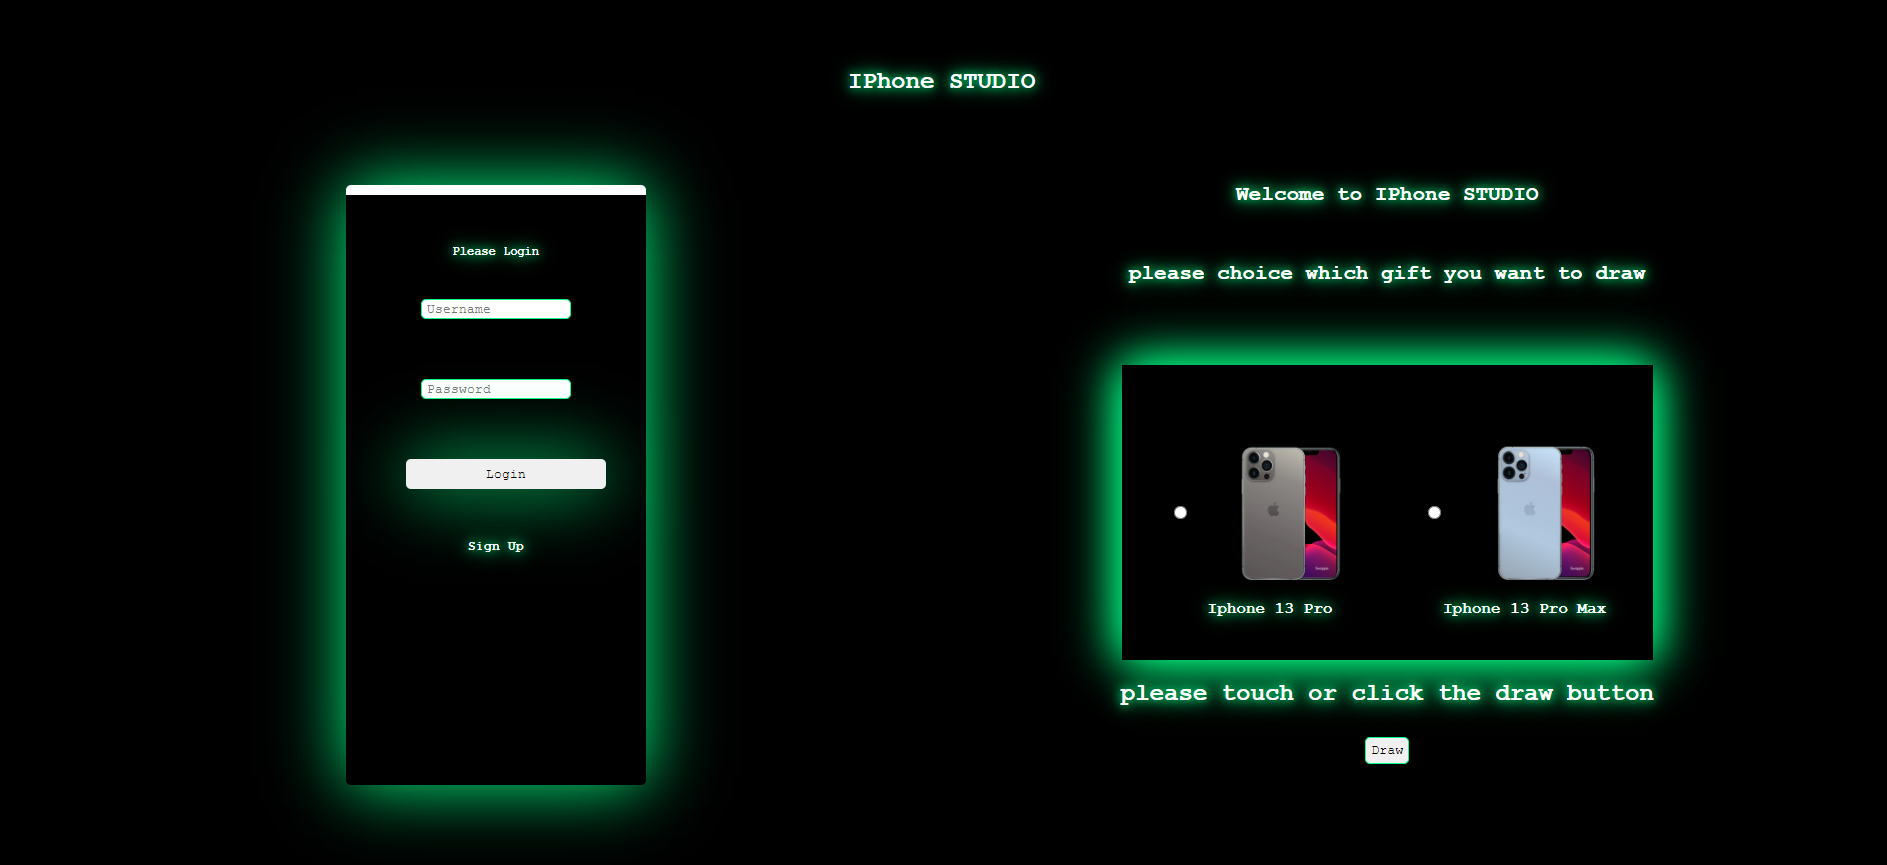 IPhone STUDIO
Please Login
Username
Password
Login
Sign Up
Welcome to IPhone STUDIO
please choice which gift you want to draw
Iphone 13 Pro
Iphone 13 Pro Max
please touch or click the draw button
Draw